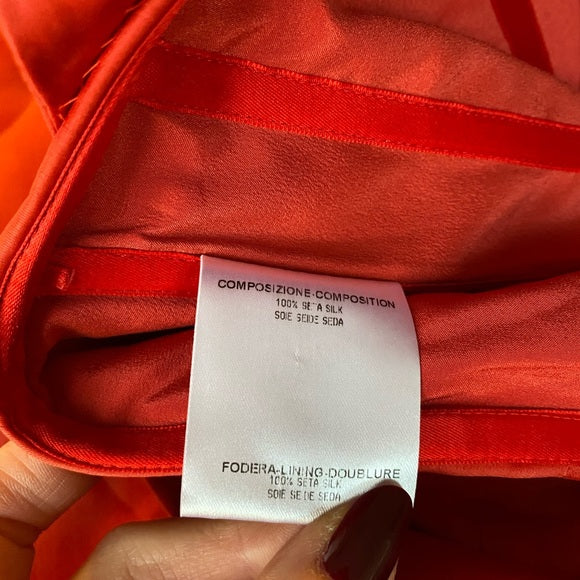 COMPOSIZIONE-COMPOSITION
100% SETA SILK
SOIE SEIDE SEDA
FODERA-LINING-DOUBLURE
100% SETA SILK
SOIE SEIDE SEDA